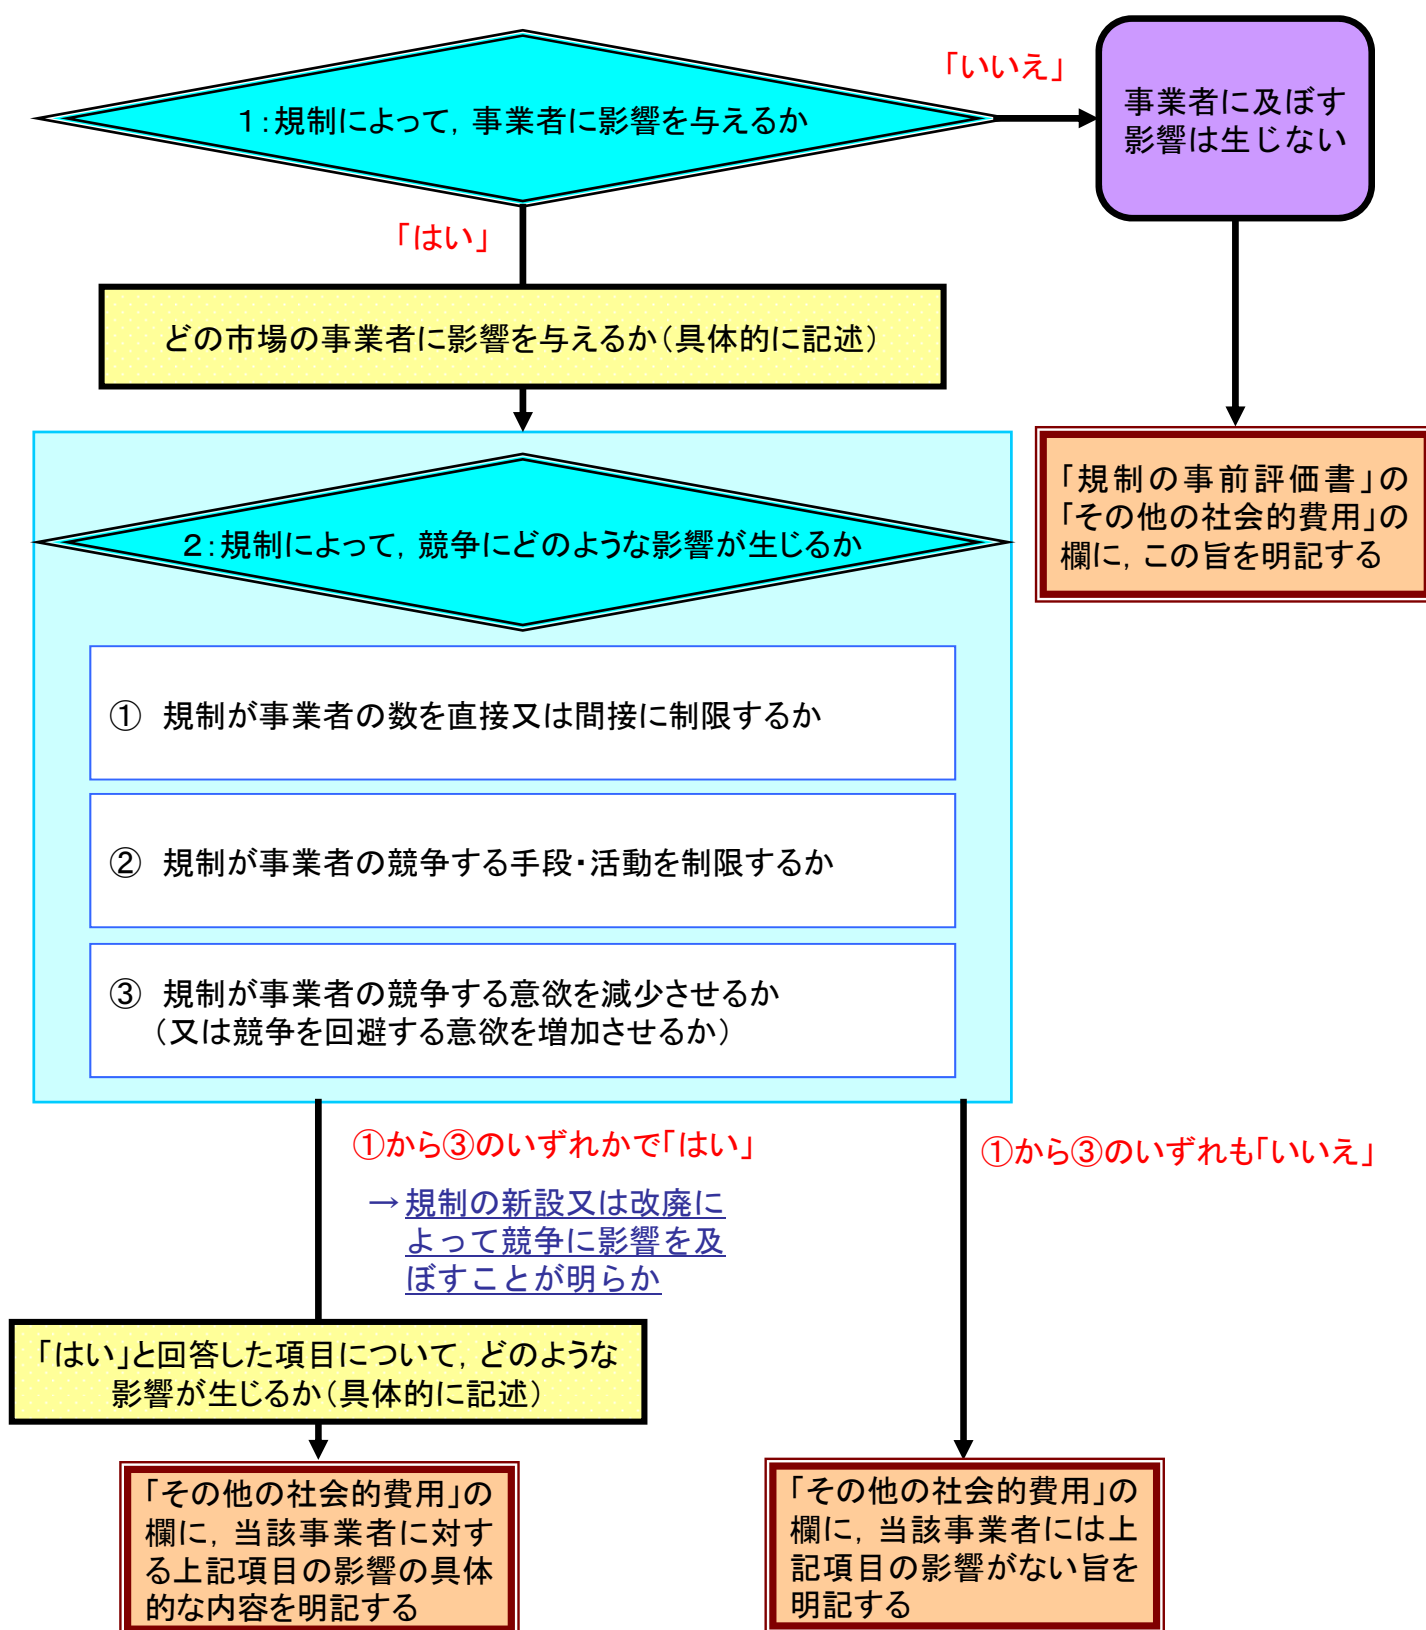 「いいえ」
1:規制によって,事業者に影響を与えるか
事業者に及ぼす
影響は生じない
「はい」
どの市場の事業者に影響を与えるか(具体的に記述)
「規制の事前評価書」の
「その他の社会的費用」の
欄に,この旨を明記する
2:規制によって,競争にどのような影響が生じるか
① 規制が事業者の数を直接又は間接に制限するか
② 規制が事業者の競争する手段・活動を制限するか
③ 規制が事業者の競争する意欲を減少させるか
(又は競争を回避する意欲を増加させるか)
①から③のいずれかで「はい」
→規制の新設又は改廃に
よって競争に影響を及
ぼすことが明らか
①から③のいずれも「いいえ」
「はい」と回答した項目について,どのような
影響が生じるか(具体的に記述)
「その他の社会的費用」の
欄に,当該事業者に対す
る上記項目の影響の具体
的な内容を明記する
「その他の社会的費用」の
欄に,当該事業者には上
記項目の影響がない旨を
明記する